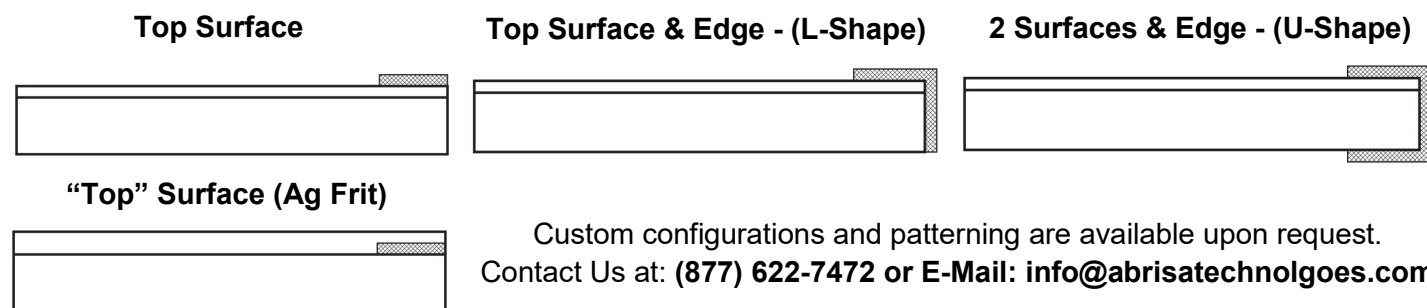 Top Surface
Top Surface & Edge - (L-Shape)
2 Surfaces & Edge - (U-Shape)
“Top” Surface (Ag Frit)
Custom configurations and patterning are available upon request.
Contact Us at: (877) 622-7472 or E-Mail: info@abrisatechnolgoes.com